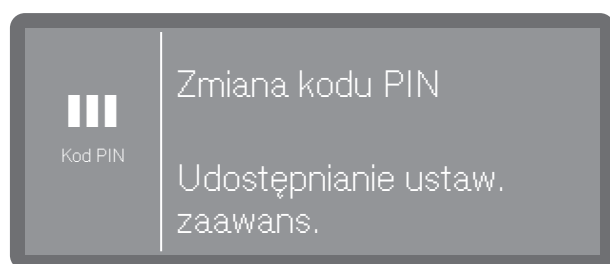 Kod PIN
Zmiana kodu PIN
Udostępnianie ustaw.
zaawans.